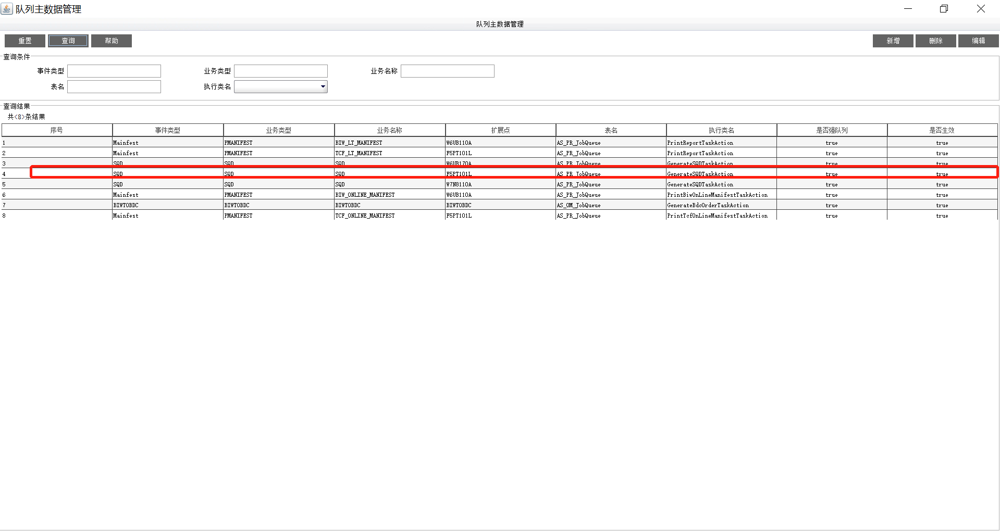 队列主数据管理
队列主数据管理
重置 查询 帮助 新增 删除 编辑
查询条件
事件类型 业务类型 业务名称
表名 执行类名
查询结果
共<8>条结果
序号 事件类型 业务类型 业务名称 扩展点 表名 执行类名 是否强队列 是否生效
1 Mainfest PMANIFEST BIW_LT_MANIFEST W6UB110A AS_PR_JobQueue PrintReportTaskAction true true
2 Mainfest PMANIFEST TCF_LT_MANIFEST F5PT101L AS_PR_JobQueue PrintReportTaskAction true true
3 SQD SQD SQD W6UB170A AS_PR_JobQueue GenerateSQDTaskAction true true
4 SQD SQD SQD F5PT101L AS_PR_JobQueue GenerateSQDTaskAction true true
5 SQD SQD SQD W7N8110A AS_PR_JobQueue GenerateSQDTaskAction true true
6 Mainfest PMANIFEST BIW_ONLINE_MANIFEST W6UB110A AS_PR_JobQueue PrintBiwOnLineManifestTaskAction true true
7 BIWTOBDC BIWTOBDC BIWTOBDC BIWTOBDC AS_OM_JobQueue GenerateBdcOrderTaskAction true true
8 Mainfest PMANIFEST TCF_ONLINE_MANIFEST F5PT101L AS_PR_JobQueue PrintTcfOnLineManifestTaskAction true true